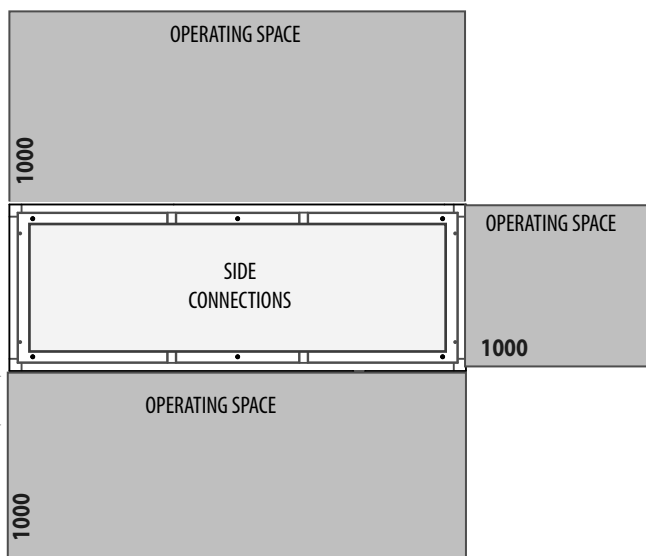 OPERATING SPACE
1000
OPERATING SPACE
SIDE
CONNECTIONS
1000
OPERATING SPACE
1000